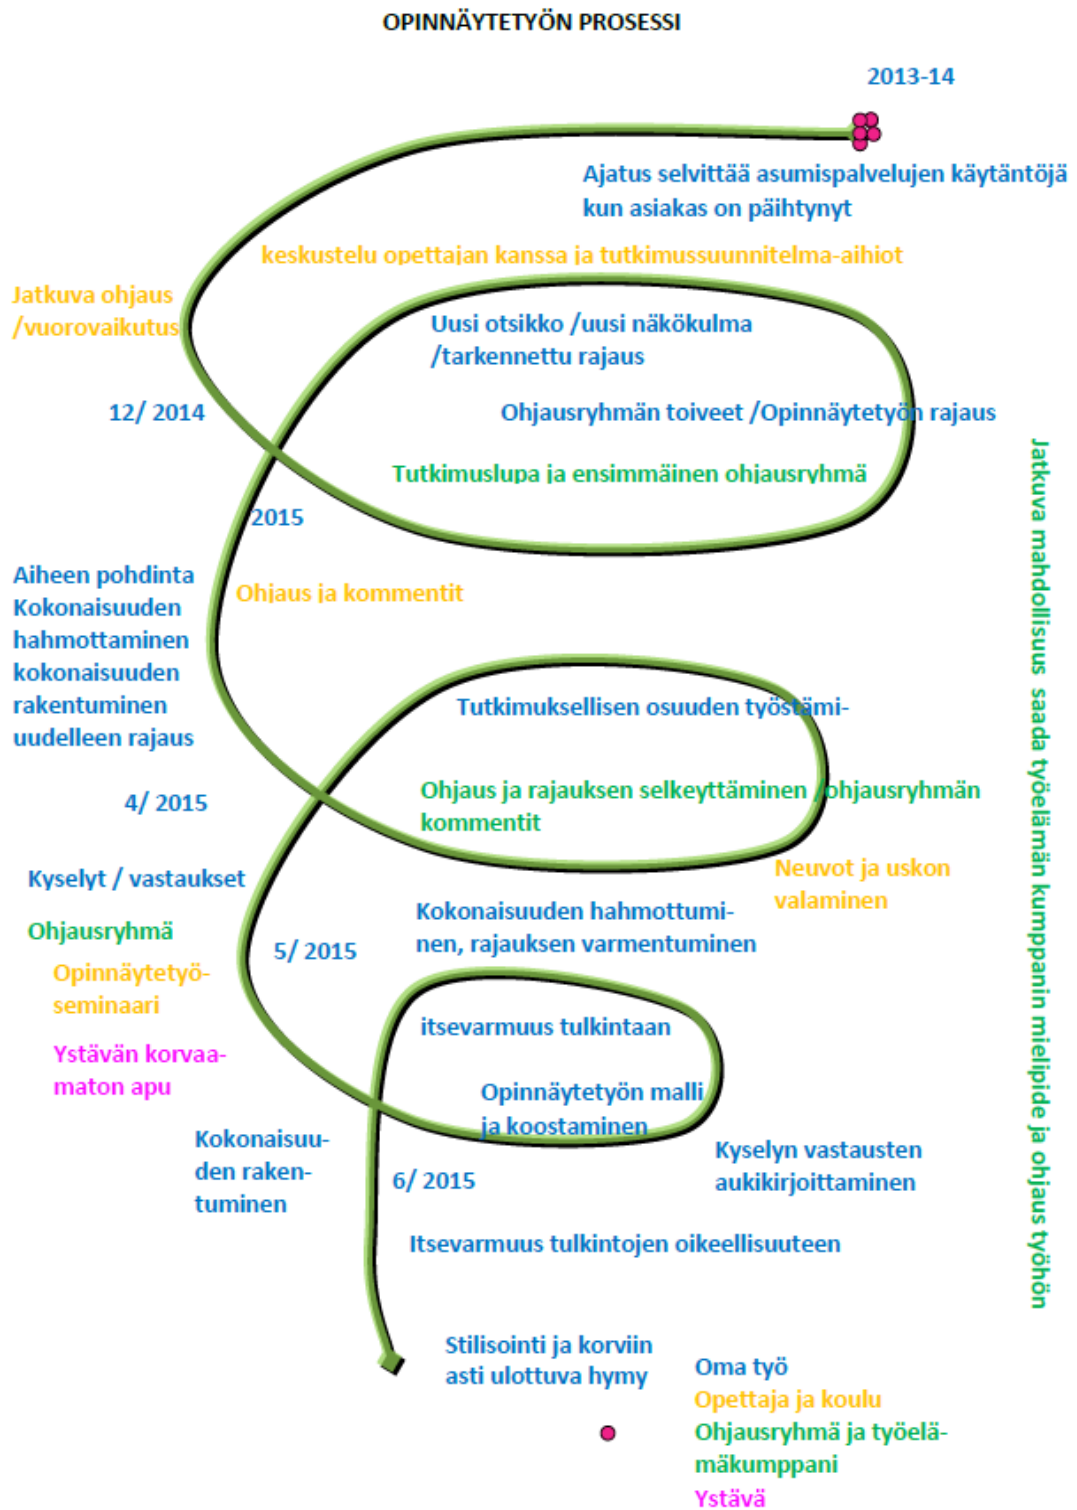 OPINNÄYTETYÖN PROSESSI
2013-14
Ajatus selvittää asumispalvelujen käytäntöjä
kun asiakas on päihtynyt
keskustelu opettajan kanssa ja tutkimussuunnitelma-aihiot
Jatkuva ohjaus
/vuorovaikutus
Uusi otsikko /uusi näkökulma
/tarkennettu rajaus
12/ 2014
Ohjausryhmän toiveet /Opinnäytetyön rajaus
Tutkimuslupa ja ensimmäinen ohjausryhmä
2015
Aiheen pohdinta
Kokonaisuuden
hahmottaminen
kokonaisuuden
rakentuminen
uudelleen rajaus
Ohjaus ja kommentit
Tutkimuksellisen osuuden työstämi-
4/ 2015
Ohjaus ja rajauksen selkeyttäminen /ohjausryhmän
kommentit
Neuvot ja uskon
valaminen
Kyselyt / vastaukset
Ohjausryhmä
Opinnäytetyö-
seminaari
Ystävän korvaa-
maton apu
Kokonaisuuden hahmottumi-
nen, rajauksen varmentuminen
5/ 2015
itsevarmuus tulkintaan
Opinnäytetyön malli
ja koostaminen
Kokonaisuu-
den raken-
tuminen
Kyselyn vastausten
aukikirjoittaminen
6/ 2015
Itsevarmuus tulkintojen oikeellisuuteen
Stilisointi ja korviin
asti ulottuva hymy
Jatkuva mahdollisuus saada työelämän kumppanin mielipide ja ohjaus työhön
Oma työ
Opettaja ja koulu
Ohjausryhmä ja työelä-
mäkumppani
Ystävä